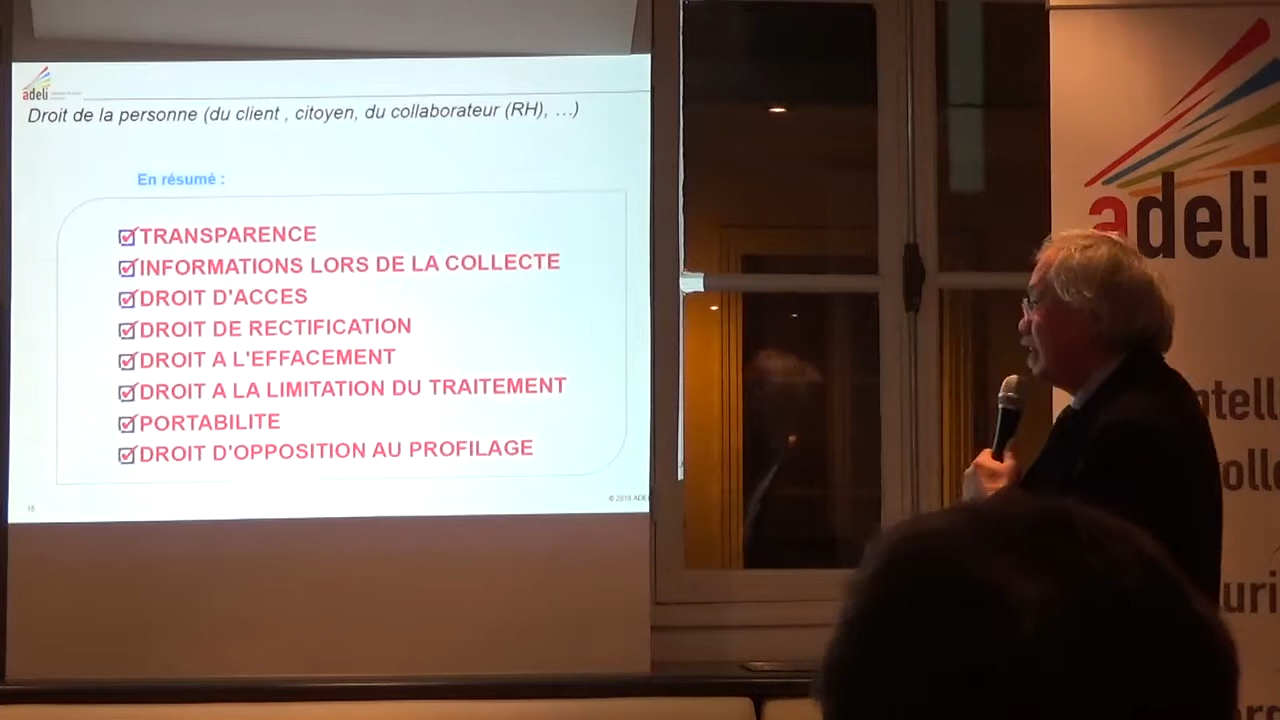 adeli
Droit de la personne (du client , citoyen, du collaborateur (RH), ...)
En résumé :
TRANSPARENCE
INFORMATIONS LORS DE LA COLLECTE
DROIT D'ACCES
DROIT DE RECTIFICATION
DROIT A L'EFFACEMENT
DROIT A LA LIMITATION DU TRAITEMENT
PORTABILITE
DROIT D'OPPOSITION AU PROFILAGE
15
adeli